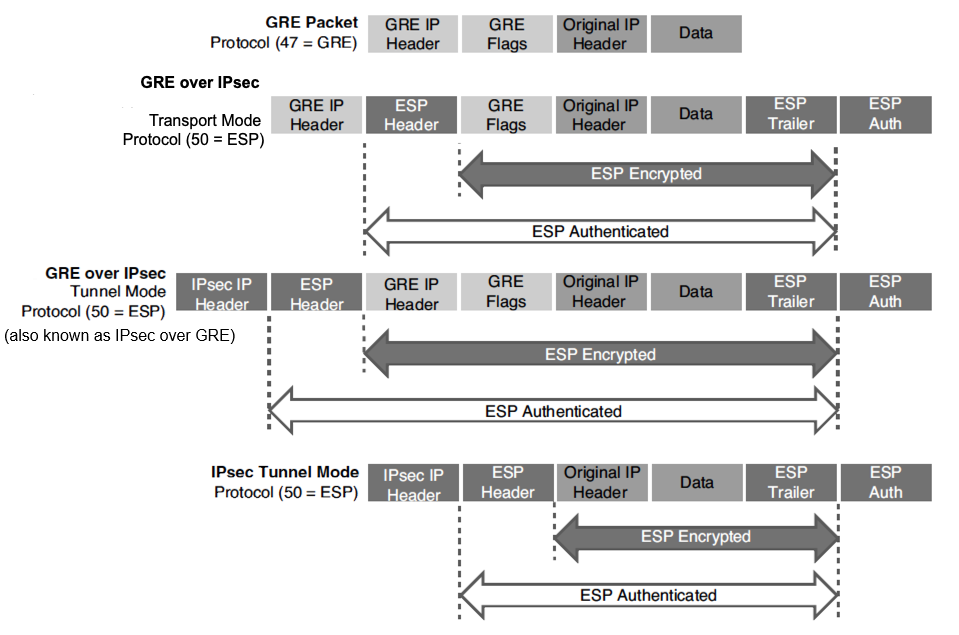 GRE Packet
Protocol (47 = GRE)
GRE IP Header
GRE Flags
Original IP Header
Data
GRE over IPsec
Transport Mode
Protocol (50 = ESP)
GRE IP Header
ESP Header
GRE Flags
Original IP Header
Data
ESP Trailer
ESP Auth
ESP Encrypted
ESP Authenticated
GRE over IPsec
Tunnel Mode
Protocol (50 = ESP)
(also known as IPsec over GRE)
IPsec IP Header
ESP Header
GRE IP Header
GRE Flags
Original IP Header
Data
ESP Trailer
ESP Auth
ESP Encrypted
ESP Authenticated
IPsec Tunnel Mode
Protocol (50 = ESP)
IPsec IP Header
ESP Header
Original IP Header
Data
ESP Trailer
ESP Auth
ESP Encrypted
ESP Authenticated